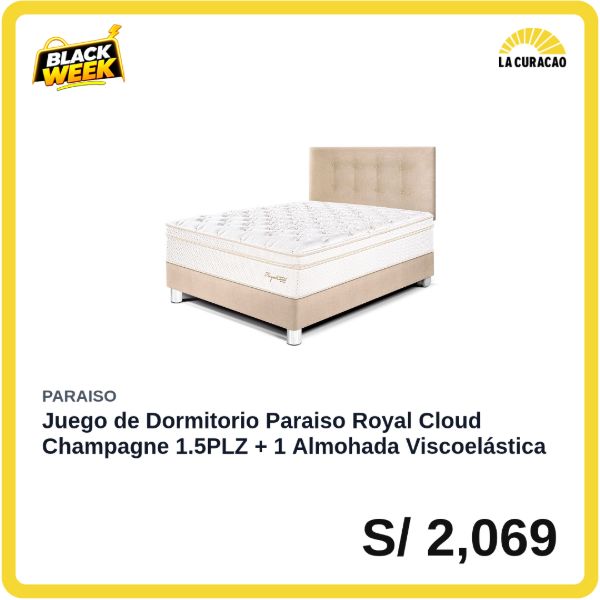 BLACK
WEEK
LA CURACAO
PARAISO
Juego de Dormitorio Paraiso Royal Cloud
Champagne 1.5PLZ + 1 Almohada Viscoelástica
S/ 2,069